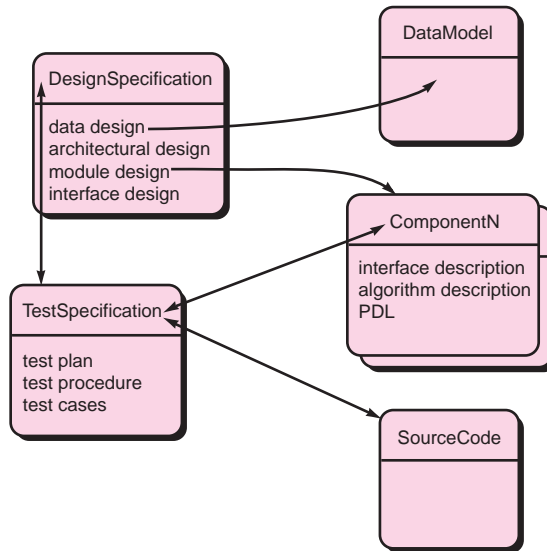 DataModel
DesignSpecification
data design
architectural design
module design
interface design
ComponentN
interface description
algorithm description
PDL
TestSpecification
test plan
test procedure
test cases
SourceCode